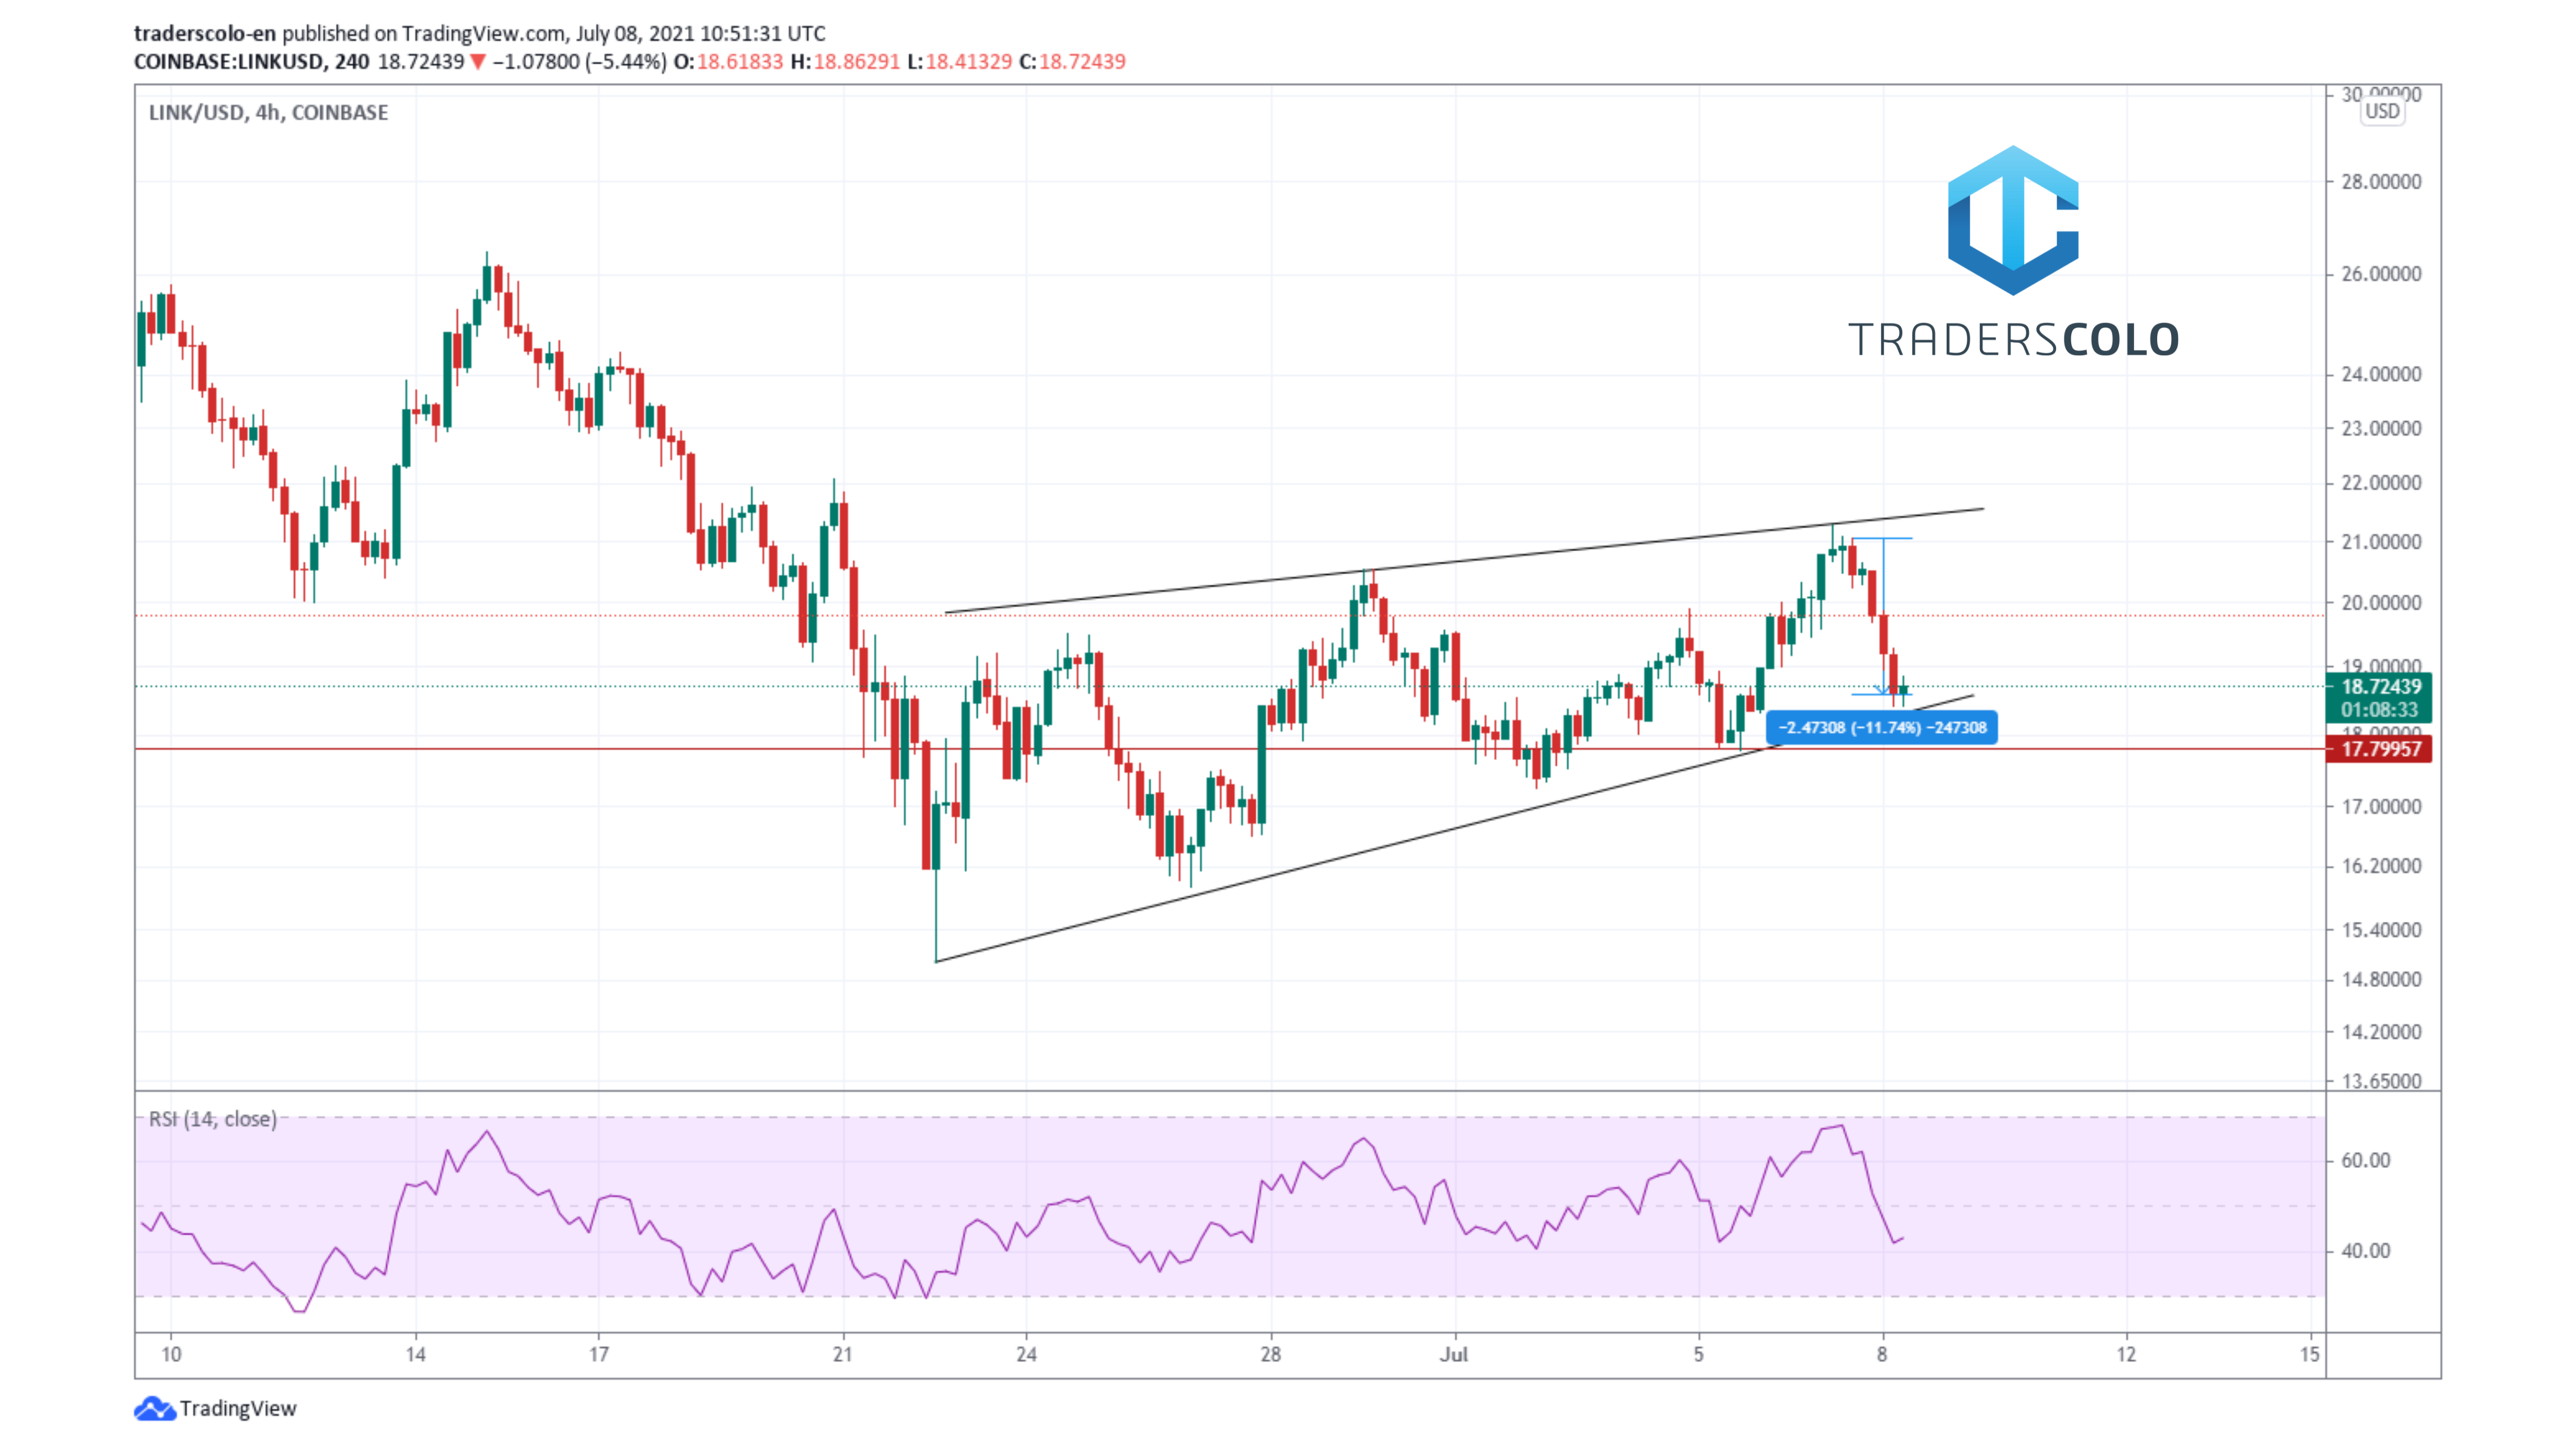 traderscolo-en published on TradingView.com, July 08, 2021 10:51:31 UTC
COINBASE:LINKUSD, 240 18.72439 ▼ −1.07800 (−5.44%) O:18.61833 H:18.86291 L:18.41329 C:18.72439
LINK/USD, 4h, COINBASE
30.00000
USD
28.00000
TRADERSCOLO
26.00000
24.00000
23.00000
22.00000
21.00000
20.00000
19.00000
18.72439
01:08:33
18.00000
−2.47308 (−11.74%) −247308
17.79957
17.00000
16.20000
15.40000
14.80000
14.20000
13.65000
RSI (14, close)
60.00
40.00
10 14 17 21 24 28 Jul 5 8 12 15
TradingView